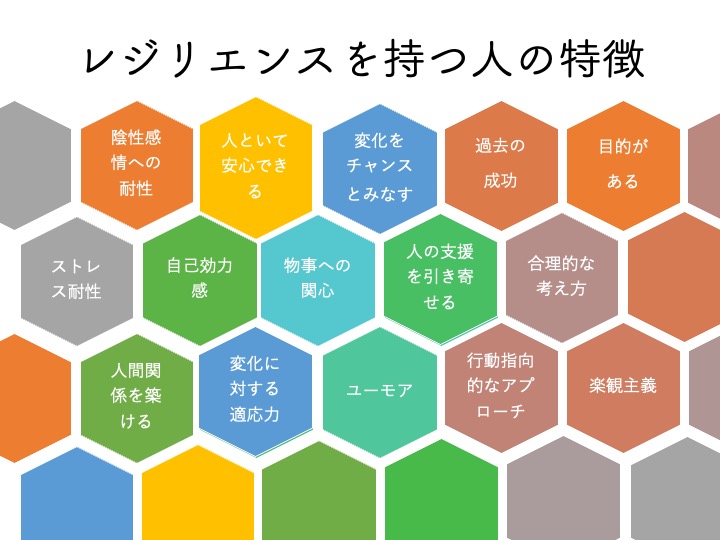 レジリエンスを持つ人の特徴
陰性感
情への
耐性
人といて
安心でき
る
変化を
チャンス
とみなす
過去の
成功
目的が
ある
ストレ
ス耐性
自己効力
感
物事への
関心
人の支援
を引き寄
せる
合理的な
考え方
人間関
係を築
ける
変化に
対する
適応力
ユーモア
行動指向
的なアプ
ローチ
楽観主義